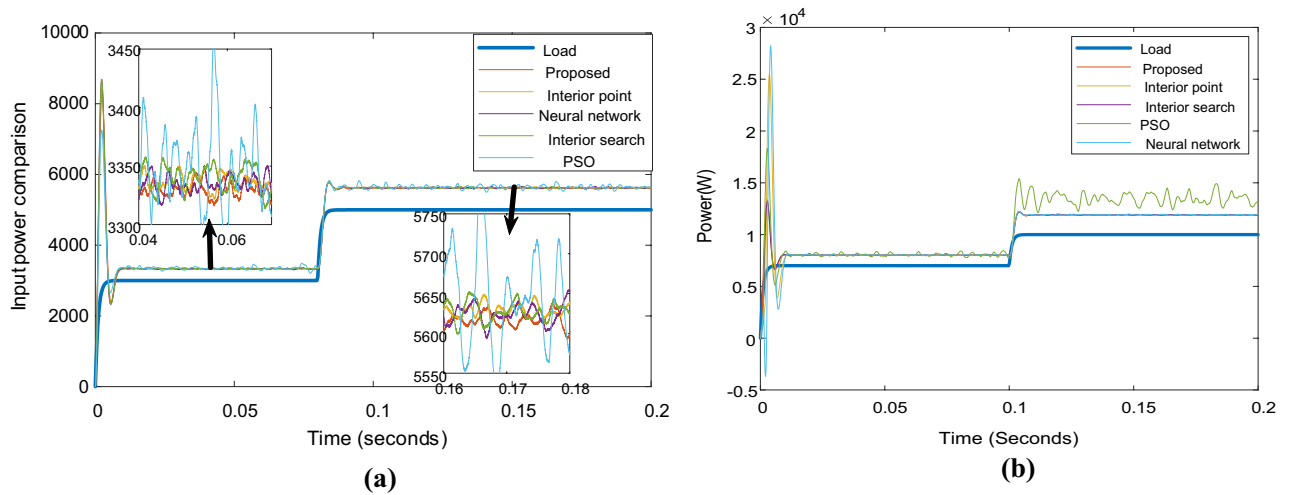 10000
8000
6000
4000
2000
0
Input power comparison
0
0.05
0.1
0.15
0.2
Time (seconds)
(a)
3450
3400
3350
3300
0.04
0.06
Load
Proposed
Interior point
Neural network
Interior search
PSO
5750
5700
5650
5600
5550
0.16
0.17
0.18
× 10⁴
3
2.5
2
1.5
1
0.5
0
-0.5
Power(W)
0
0.05
0.1
0.15
0.2
Time (Seconds)
(b)
Load
Proposed
Interior point
Interior search
PSO
Neural network